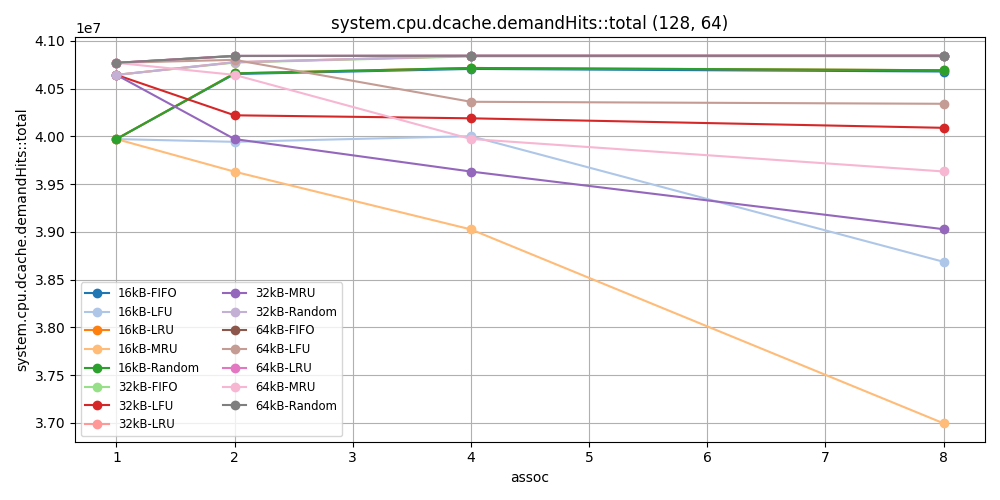 system.cpu.dcache.demandHits::total (128, 64)
1e7
system.cpu.dcache.demandHits::total
4.10
4.05
4.00
3.95
3.90
3.85
3.80
3.75
3.70
16kB-FIFO
16kB-LFU
16kB-LRU
16kB-MRU
16kB-Random
32kB-FIFO
32kB-LFU
32kB-LRU
32kB-MRU
32kB-Random
64kB-FIFO
64kB-LFU
64kB-LRU
64kB-MRU
64kB-Random
1 2 3 4 5 6 7 8
assoc